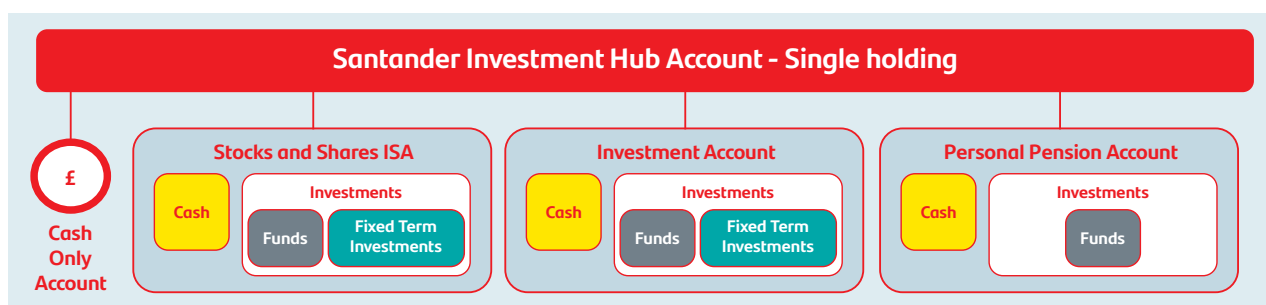 Santander Investment Hub Account - Single holding
£
Cash
Only
Account
Stocks and Shares ISA
Cash
Investments
Funds
Fixed Term
Investments
Investment Account
Cash
Investments
Funds
Fixed Term
Investments
Personal Pension Account
Cash
Investments
Funds